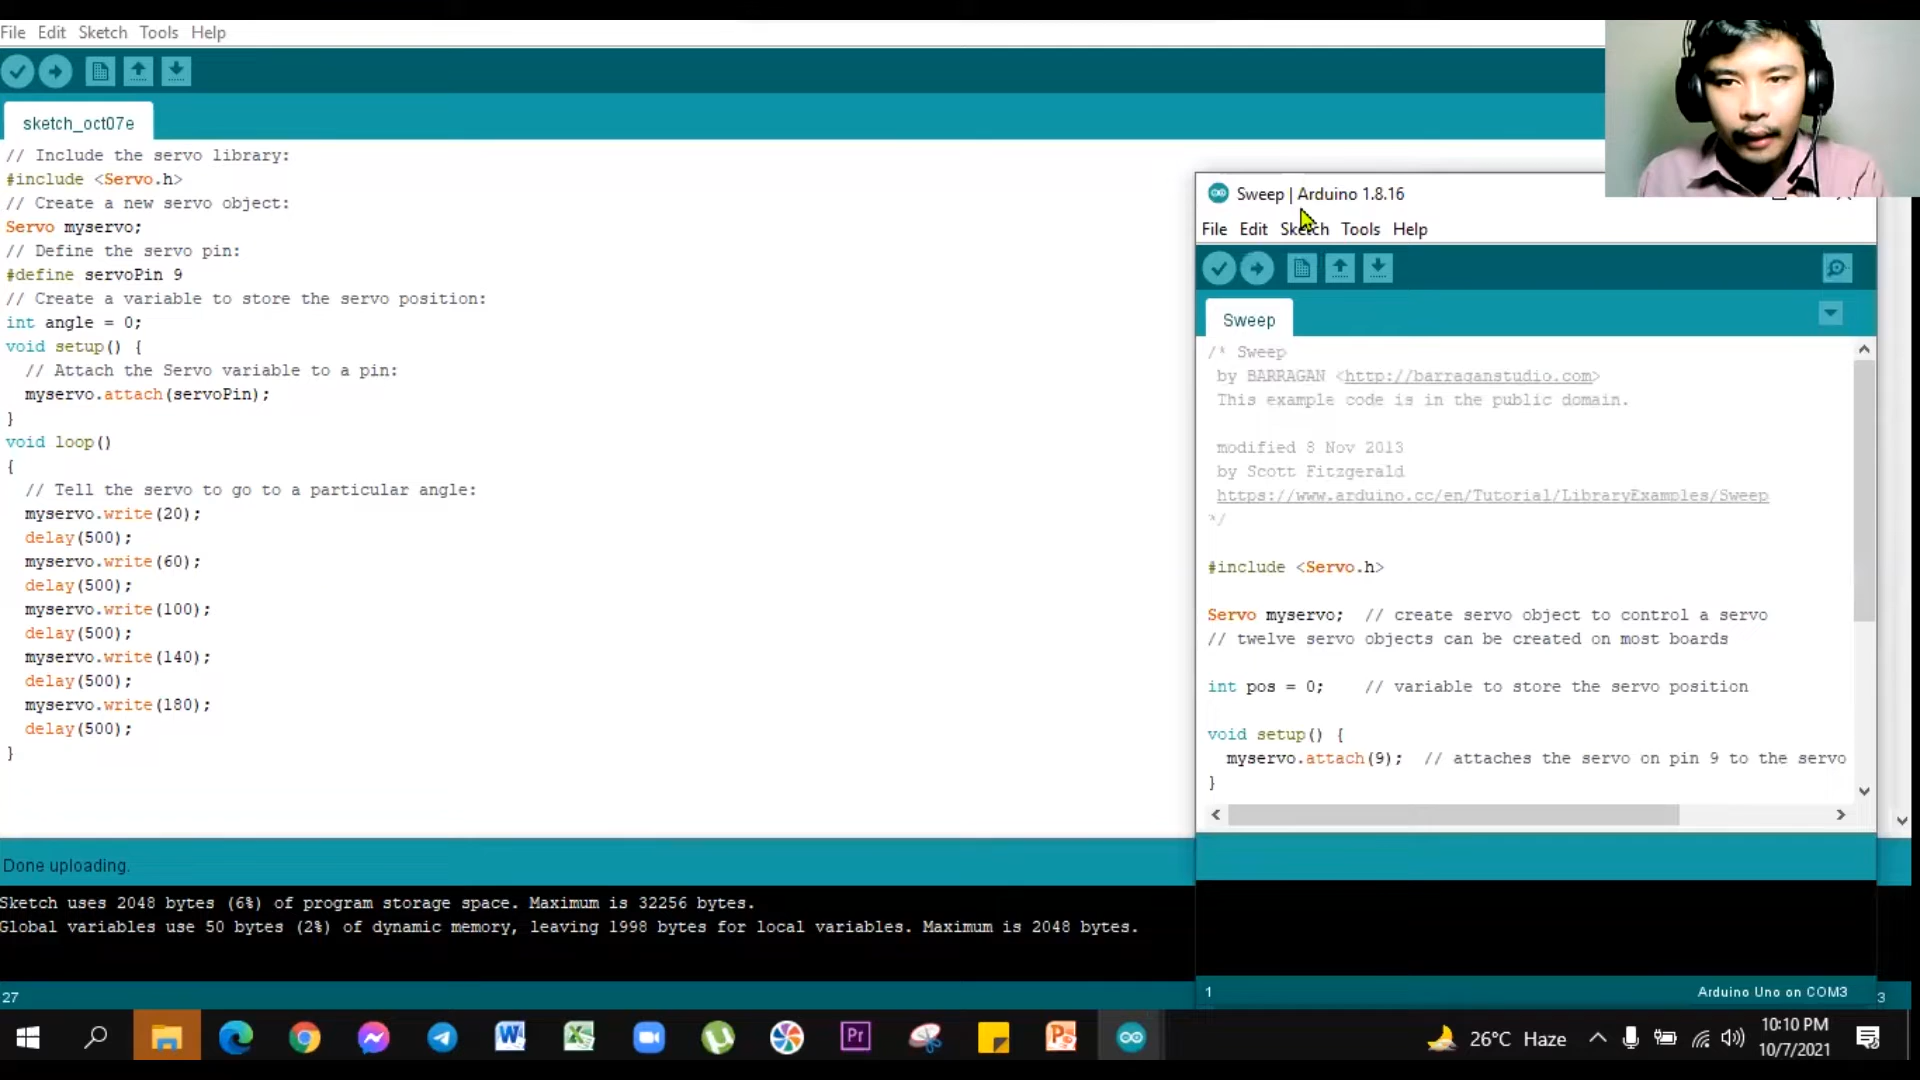 File Edit Sketch Tools Help
sketch_oct07e
// Include the servo library:
#include <Servo.h>
// Create a new servo object:
Servo myservo;
// Define the servo pin:
#define servoPin 9
// Create a variable to store the servo position:
int angle = 0;
void setup() {
// Attach the Servo variable to a pin:
myservo.attach(servoPin);
}
void loop()
{
// Tell the servo to go to a particular angle:
myservo.write(20);
delay(500);
myservo.write(60);
delay(500);
myservo.write(100);
delay(500);
myservo.write(140);
delay(500);
myservo.write(180);
delay(500);
}
Done uploading.
Sketch uses 2048 bytes (6%) of program storage space. Maximum is 32256 bytes.
Global variables use 50 bytes (2%) of dynamic memory, leaving 1998 bytes for local variables. Maximum is 2048 bytes.
27
3
Sweep | Arduino 1.8.16
File Edit Sketch Tools Help
Sweep
/* Sweep
by BARRAGAN <http://barraganstudio.com>
This example code is in the public domain.
modified 8 Nov 2013
by Scott Fitzgerald
https://www.arduino.cc/en/Tutorial/LibraryExamples/Sweep
*/
#include <Servo.h>
Servo myservo;  // create servo object to control a servo
// twelve servo objects can be created on most boards
int pos = 0;    // variable to store the servo position
void setup() {
myservo.attach(9);  // attaches the servo on pin 9 to the servo
}
1
Arduino Uno on COM3
26°C Haze
10:10 PM
10/7/2021